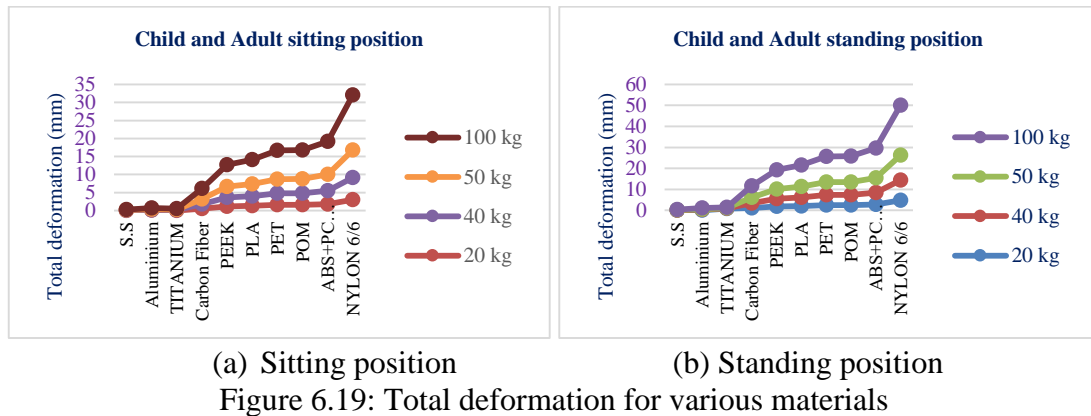 Child and Adult sitting position
Total deformation (mm)
35
30
25
20
15
10
5
0
S.S
Aluminium
TITANIUM
Carbon Fiber
PEEK
PLA
PET
POM
ABS+PC...
NYLON 6/6
100 kg
50 kg
40 kg
20 kg
Child and Adult standing position
Total deformation (mm)
60
50
40
30
20
10
0
S.S
Aluminium
TITANIUM
Carbon Fiber
PEEK
PLA
PET
POM
ABS+PC...
NYLON 6/6
100 kg
50 kg
40 kg
20 kg
(a) Sitting position
(b) Standing position
Figure 6.19: Total deformation for various materials